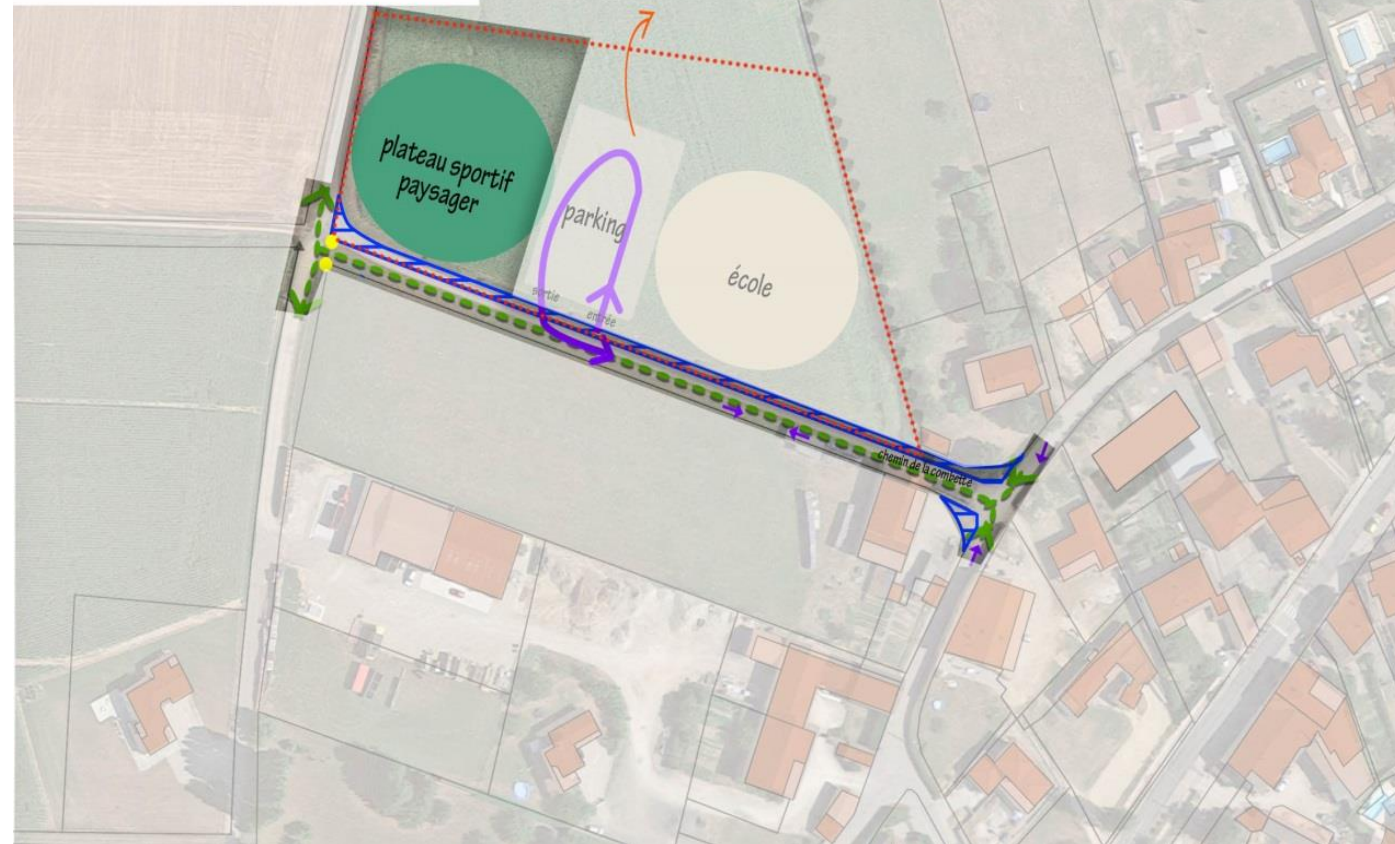 plateau sportif
paysager
parking
école
sortie
entrée
chemin de la combette